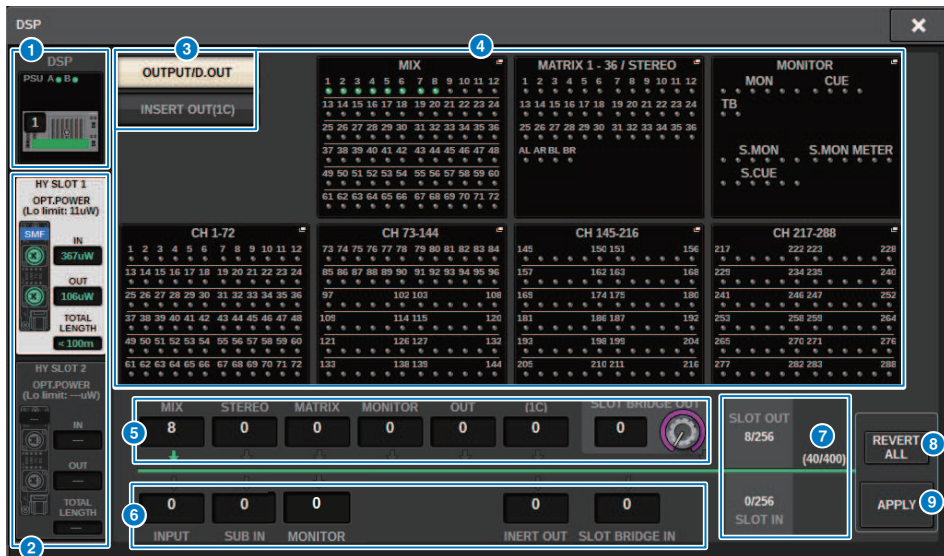 DSP
1
DSP
PSU A B
1
3
OUTPUT/D.OUT
INSERT OUT(1C)
4
MIX
1 2 3 4 5 6 7 8 9 10 11 12
13 14 15 16 17 18 19 20 21 22 23 24
25 26 27 28 29 30 31 32 33 34 35 36
37 38 39 40 41 42 43 44 45 46 47 48
49 50 51 52 53 54 55 56 57 58 59 60
61 62 63 64 65 66 67 68 69 70 71 72
MATRIX 1 - 36 / STEREO
1 2 3 4 5 6 7 8 9 10 11 12
13 14 15 16 17 18 19 20 21 22 23 24
25 26 27 28 29 30 31 32 33 34 35 36
AL AR BL BR
MONITOR
MON CUE
TB
S.MON S.MON METER
S.CUE
HY SLOT 1
OPT.POWER
(Lo limit: 11uW)
SMF
IN
367uW
OUT
106uW
TOTAL
LENGTH
< 100m
HY SLOT 2
OPT.POWER
(Lo limit: ---uW)
---
IN
---
OUT
---
TOTAL
LENGTH
---
2
CH 1-72
1 2 3 4 5 6 7 8 9 10 11 12
13 14 15 16 17 18 19 20 21 22 23 24
25 26 27 28 29 30 31 32 33 34 35 36
37 38 39 40 41 42 43 44 45 46 47 48
49 50 51 52 53 54 55 56 57 58 59 60
61 62 63 64 65 66 67 68 69 70 71 72
CH 73-144
73 74 75 76 77 78 79 80 81 82 83 84
85 86 87 88 89 90 91 92 93 94 95 96
97 102 103 108
109 114 115 120
121 126 127 132
133 138 139 144
CH 145-216
145 150 151 156
157 162 163 168
169 174 175 180
181 186 187 192
193 198 199 204
205 210 211 216
CH 217-288
217 222 223 228
229 234 235 240
241 246 247 252
253 258 259 264
265 270 271 276
277 282 283 288
5
MIX STEREO MATRIX MONITOR OUT (1C) SLOT BRIDGE OUT
8 0 0 0 0 0 0
6
0 0 0 0 0
INPUT SUB IN MONITOR INERT OUT SLOT BRIDGE IN
SLOT OUT
8/256
7
(40/400)
0/256
SLOT IN
REVERT
ALL
8
APPLY
9